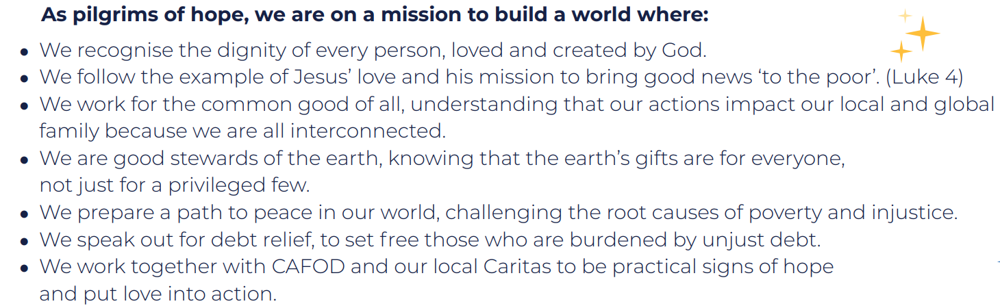 As pilgrims of hope, we are on a mission to build a world where:
• We recognise the dignity of every person, loved and created by God.
• We follow the example of Jesus’ love and his mission to bring good news ‘to the poor’. (Luke 4)
• We work for the common good of all, understanding that our actions impact our local and global
family because we are all interconnected.
• We are good stewards of the earth, knowing that the earth’s gifts are for everyone,
not just for a privileged few.
• We prepare a path to peace in our world, challenging the root causes of poverty and injustice.
• We speak out for debt relief, to set free those who are burdened by unjust debt.
• We work together with CAFOD and our local Caritas to be practical signs of hope
and put love into action.